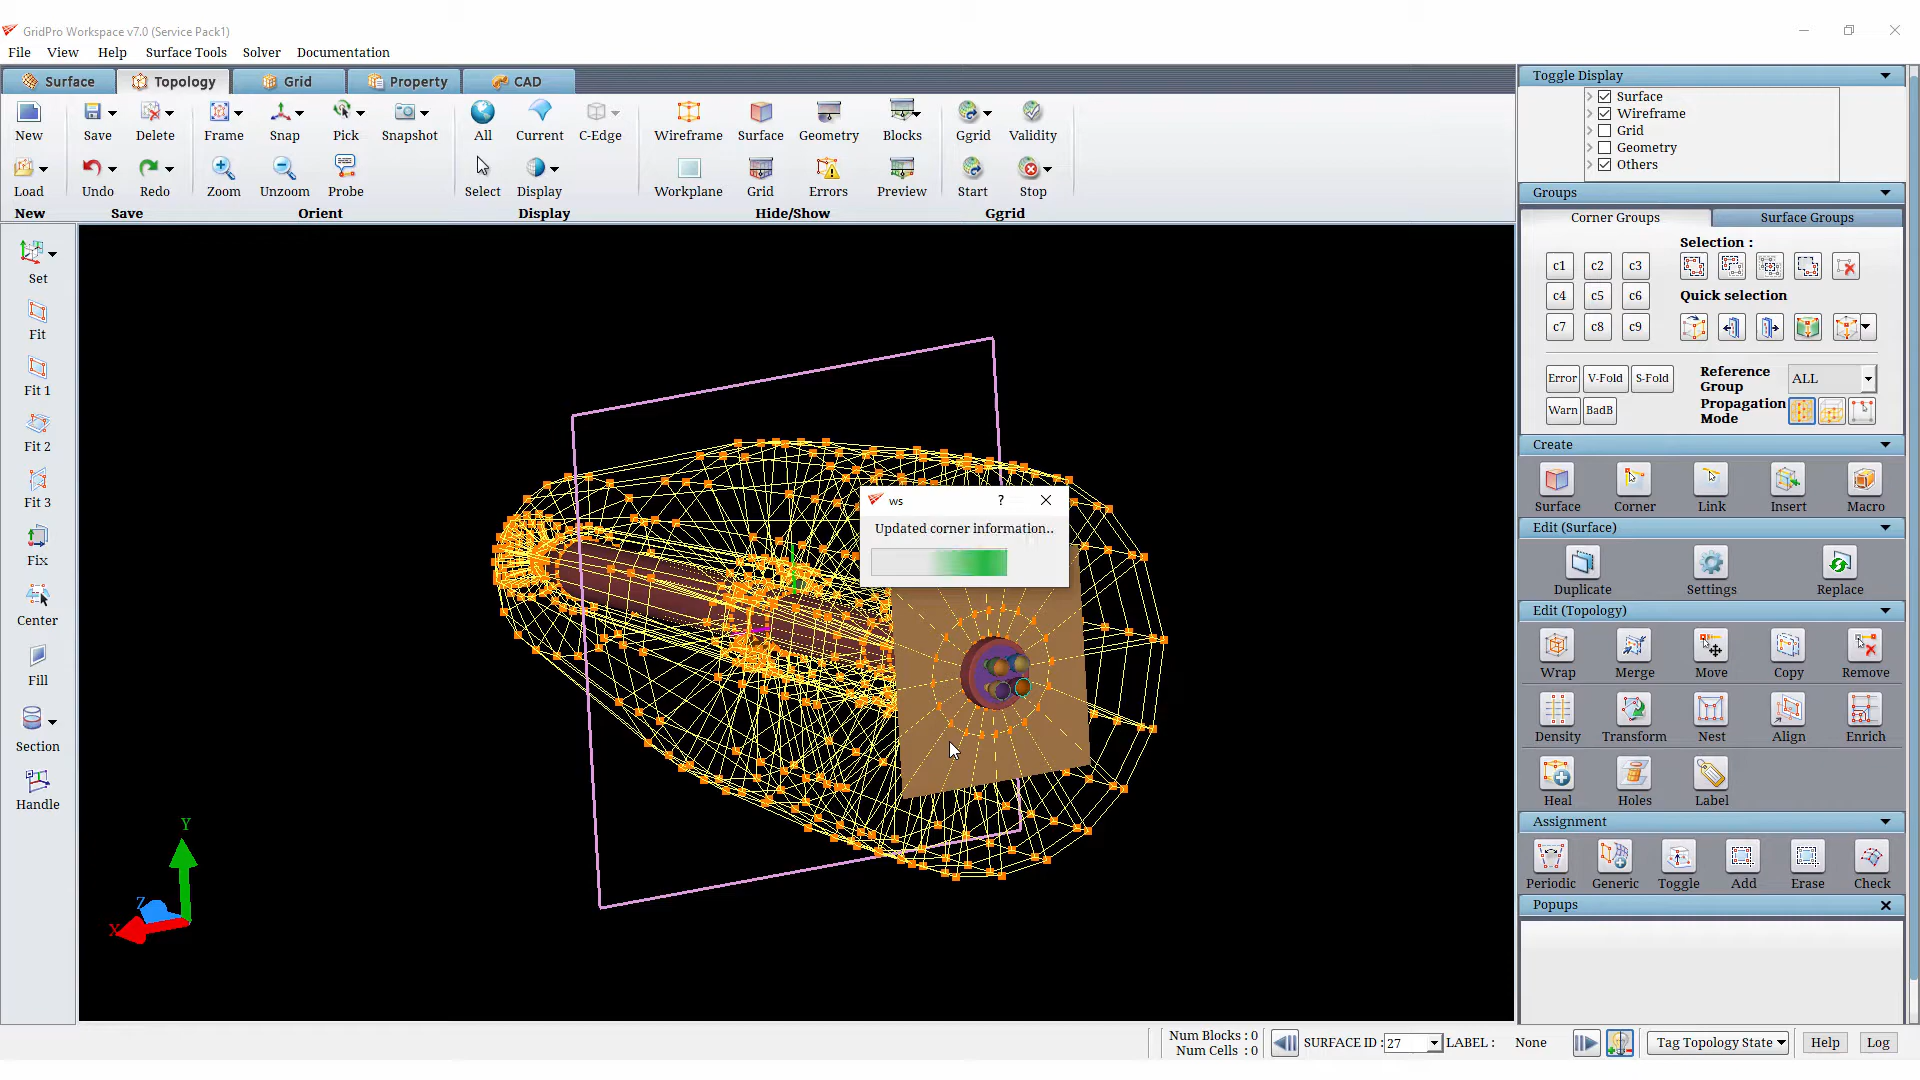 GridPro Workspace v7.0 (Service Pack1)
File View Help Surface Tools Solver Documentation
Surface Topology Grid Property CAD
New Save Delete Frame Snap Pick Snapshot All Current C-Edge Wireframe Surface Geometry Blocks Ggrid Validity
Load Undo Redo Zoom Unzoom Probe Select Display Workplane Grid Errors Preview Start Stop
New Save Orient Display Hide/Show Ggrid
Set
Fit
Fit 1
Fit 2
Fit 3
Fix
Center
Fill
Section
Handle
ws ? 
Updated corner information..
Y
Z
X
Toggle Display
Surface
Wireframe
Grid
Geometry
Others
Groups
Corner Groups Surface Groups
Selection :
c1 c2 c3
Quick selection
c4 c5 c6
c7 c8 c9
Error V-Fold S-Fold Reference Group ALL
Warn BadB Propagation Mode
Create
Surface Corner Link Insert Macro
Edit (Surface)
Duplicate Settings Replace
Edit (Topology)
Wrap Merge Move Copy Remove
Density Transform Nest Align Enrich
Heal Holes Label
Assignment
Periodic Generic Toggle Add Erase Check
Popups
Num Blocks : 0
Num Cells : 0
SURFACE ID : 27 LABEL : None Tag Topology State Help Log